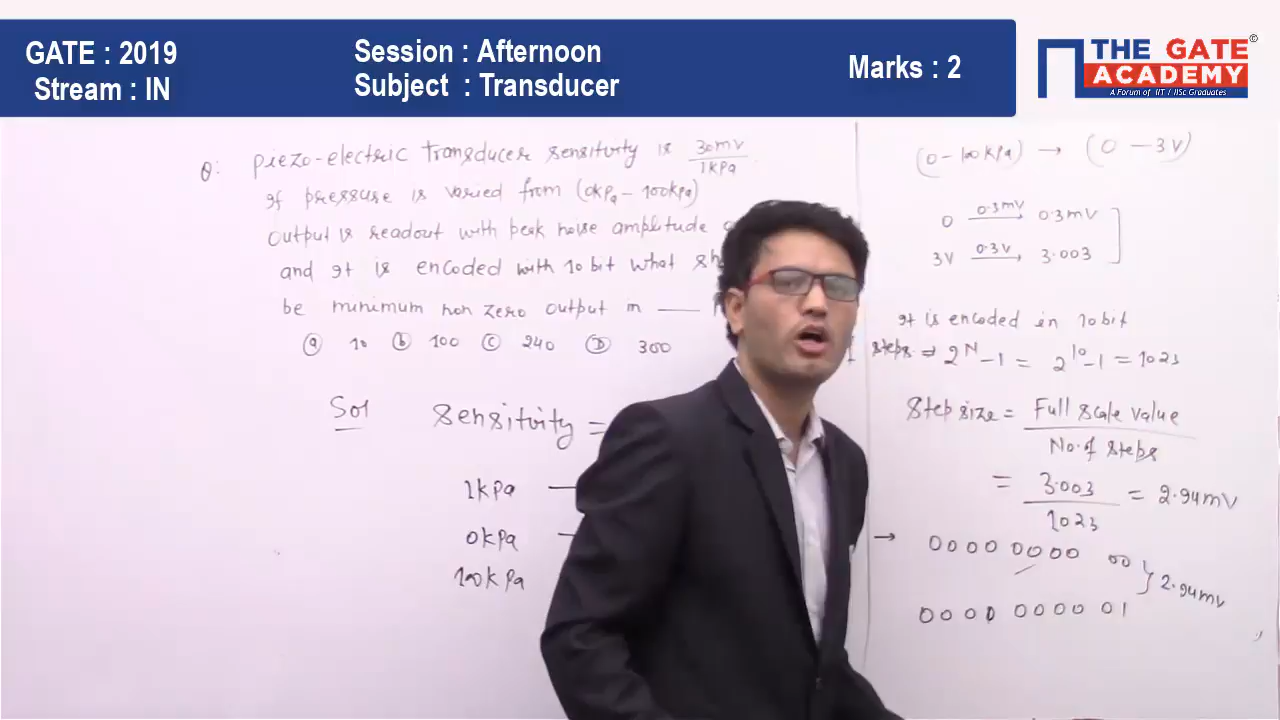 GATE : 2019
Stream : IN
Session : Afternoon
Subject : Transducer
Marks : 2
THE GATE ©
ACADEMY
A Forum of IIT / IISc Graduates
Q: piezo-electric transducer sensitivity is 30mv
1kPa
If pressure is varied from (0kPa - 100kPa)
output is readout with peak noise amplitude
and It is encoded with 10 bit what
be minimum non zero output in ___
(a) 10 (b) 100 (c) 240 (D) 300
Sol
Sensitivity =
1kPa —
0kPa —
100kPa
(0-100kPa) → (0 - 3V)
0 0.3mV → 0.3mV
3V 0.3V → 3.003
It is encoded in 10 bit
steps ⇒ 2^N - 1 = 2^10 - 1 = 1023
Step size = Full scale value
No. of steps
= 3.003 = 2.94mV
1023
→ 0000 0000 00
} 2.94mV
0000 0000 01